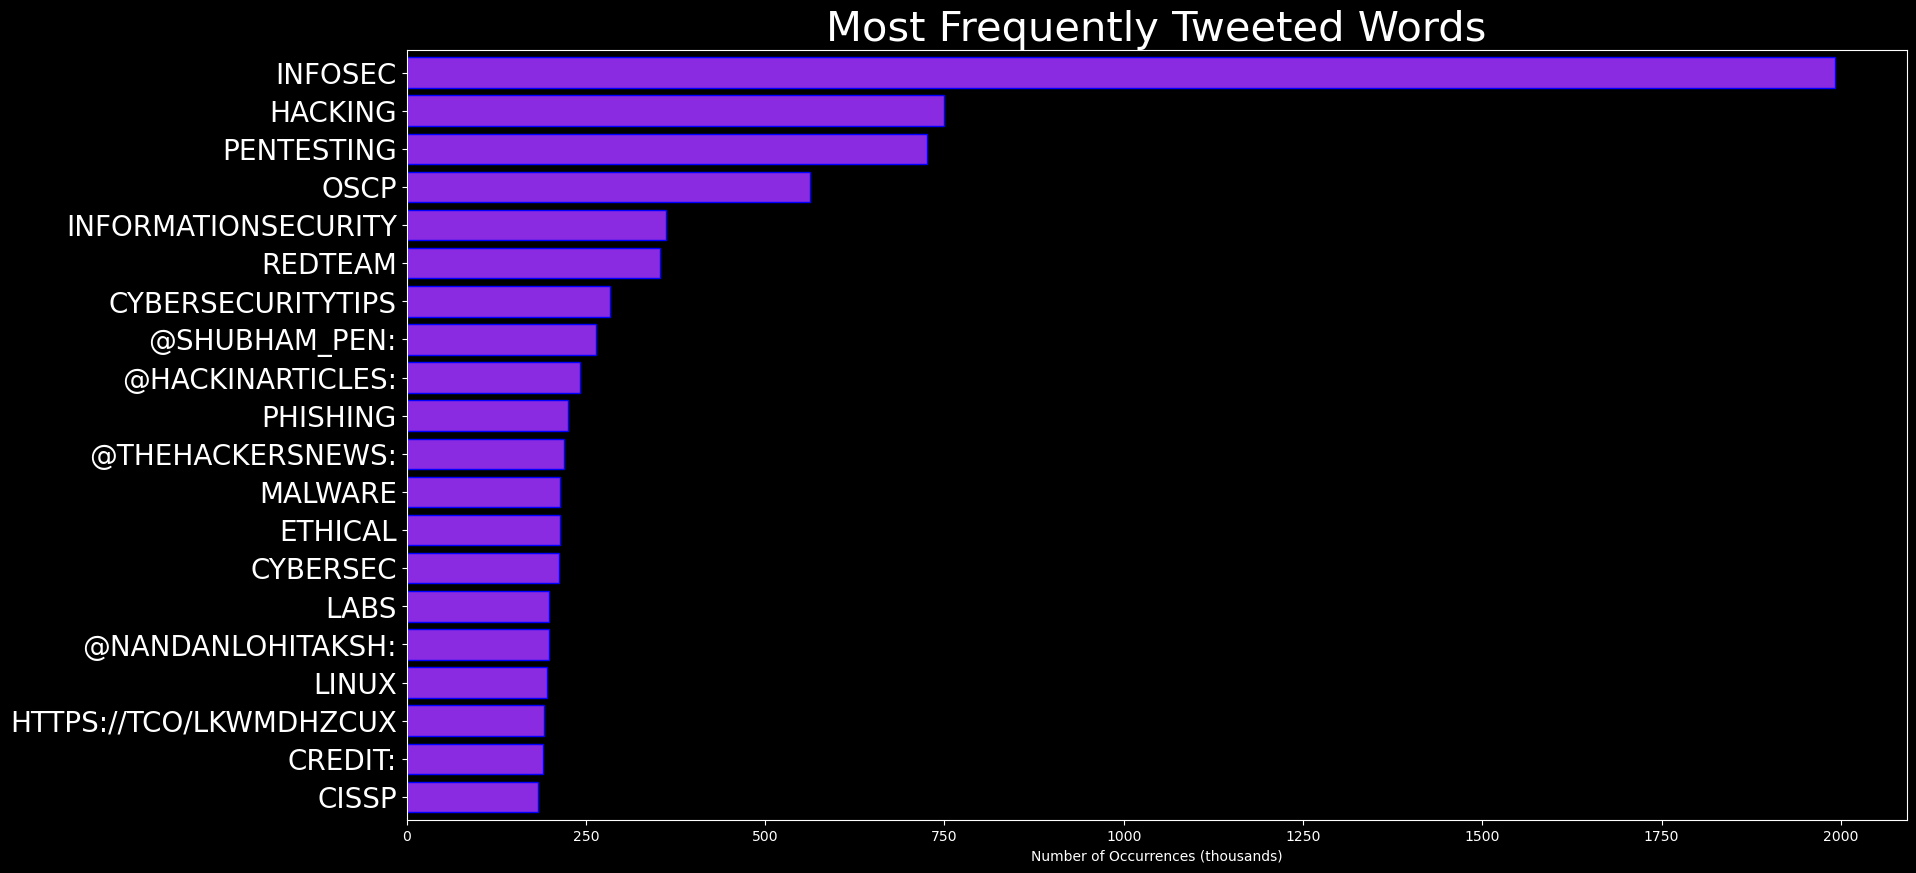 Most Frequently Tweeted Words
INFOSEC
HACKING
PENTESTING
OSCP
INFORMATIONSECURITY
REDTEAM
CYBERSECURITYTIPS
@SHUBHAM_PEN:
@HACKINARTICLES:
PHISHING
@THEHACKERSNEWS:
MALWARE
ETHICAL
CYBERSEC
LABS
@NANDANLOHITAKSH:
LINUX
HTTPS://TCO/LKWMDHZCUX
CREDIT:
CISSP
0 250 500 750 1000 1250 1500 1750 2000
Number of Occurrences (thousands)